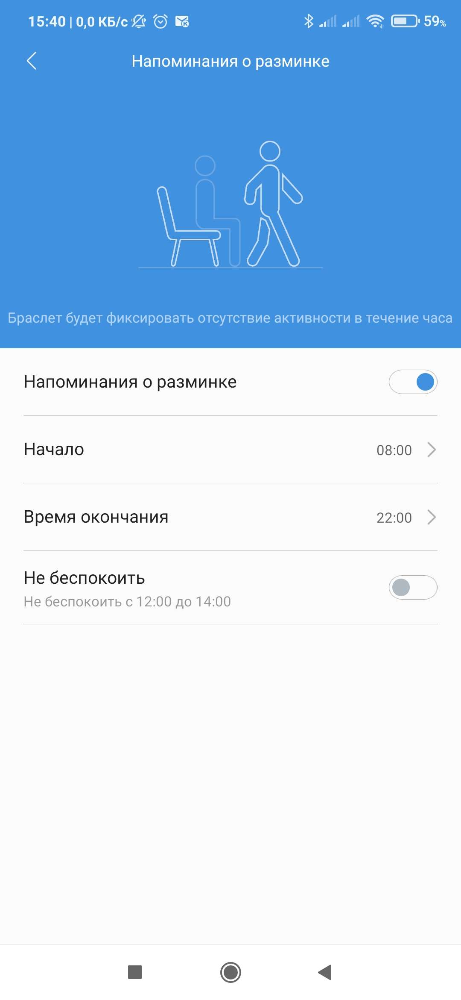 15:40 | 0,0 КБ/с 59%
Напоминания о разминке
Браслет будет фиксировать отсутствие активности в течение часа
Напоминания о разминке
Начало 08:00
Время окончания 22:00
Не беспокоить
Не беспокоить с 12:00 до 14:00